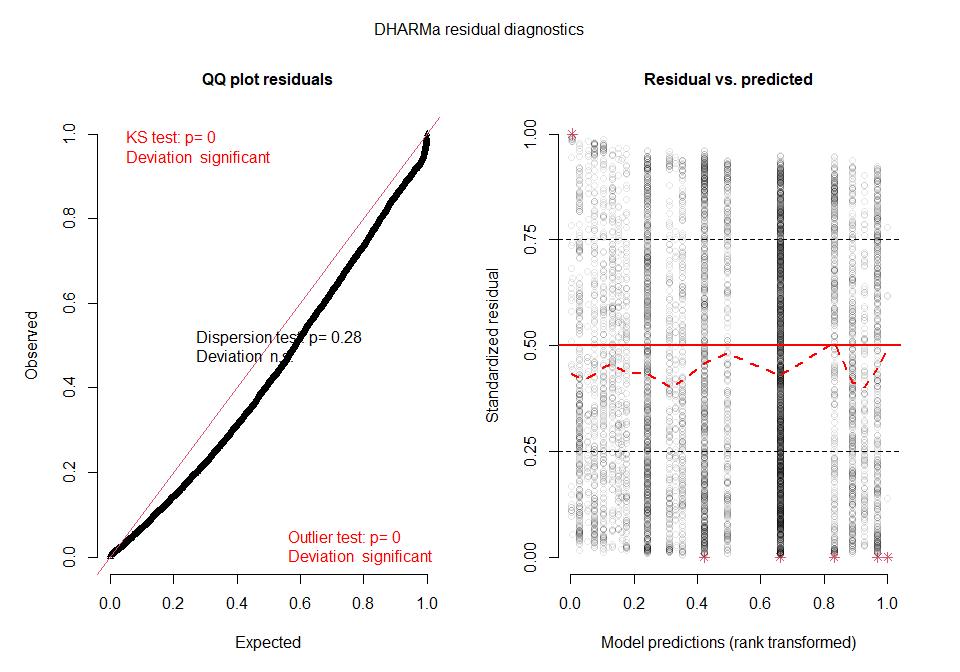 DHARMa residual diagnostics
QQ plot residuals
KS test: p= 0
Deviation significant
Dispersion test: p= 0.28
Deviation n.s.
Outlier test: p= 0
Deviation significant
Observed
0.0 0.2 0.4 0.6 0.8 1.0
0.0 0.2 0.4 0.6 0.8 1.0
Expected
Residual vs. predicted
Standardized residual
0.00 0.25 0.50 0.75 1.00
0.0 0.2 0.4 0.6 0.8 1.0
Model predictions (rank transformed)